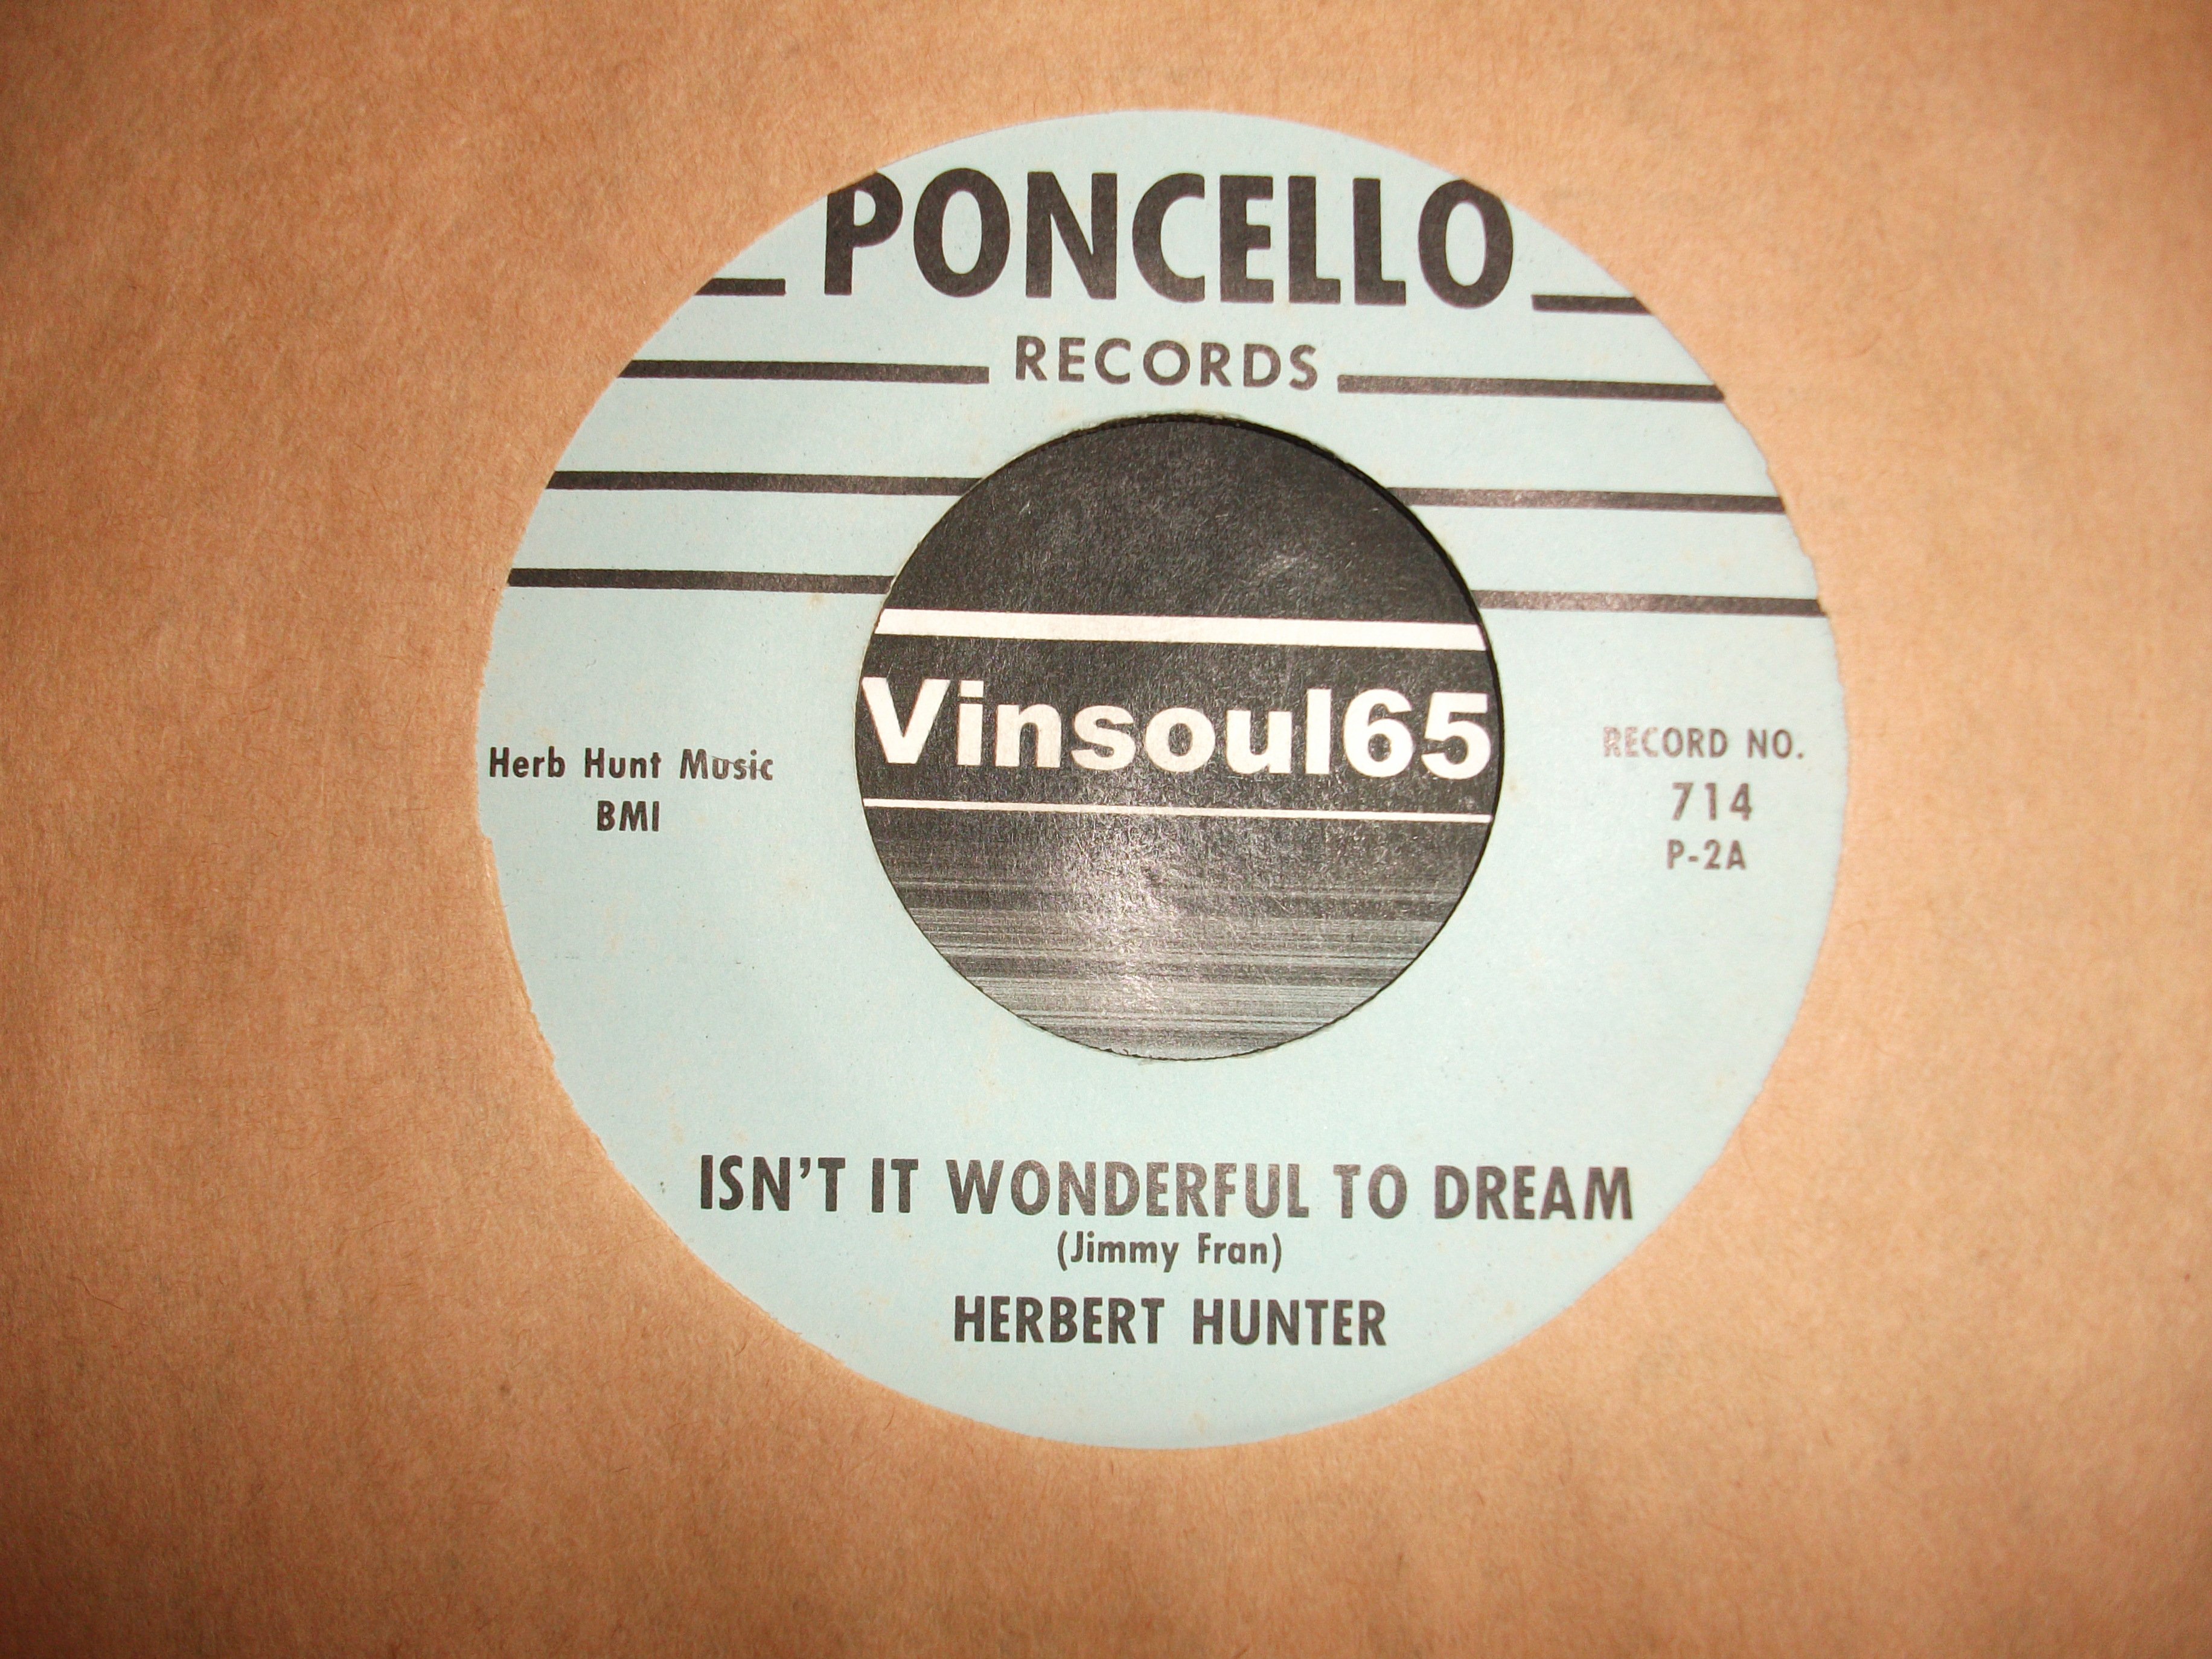 PONCELLO
RECORDS
Vinsoul65
Herb Hunt Music
BMI
RECORD NO.
714
P-2A
ISN'T IT WONDERFUL TO DREAM
(Jimmy Fran)
HERBERT HUNTER